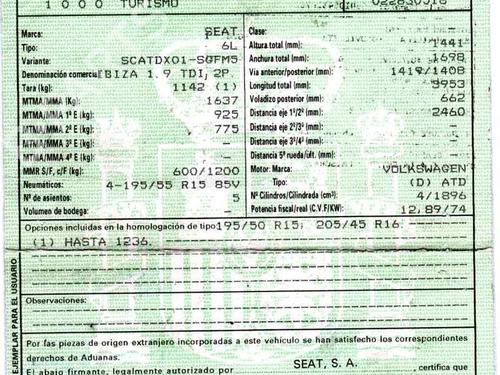 1000 TURISMO
Marca: SEAT
Tipo: 6L
Variante: SCATDX01-SGFM5
Denominación comercial IBIZA 1.9 TDI, 2P.
Tara (kg) 1142 (1)
MTMA/MMA (Kg) 1637
MTMA/MMA 1º E (kg) 925
MTMA/MMA 2º E (kg) 775
MTMA/MMA 3º E (kg)
MTMA/MMA 4º E (kg)
MMR S/F, c/F (kg) 600/1200
Neumáticos: 4-195/55 R15 85V
Nº de asientos 5
Volumen de bodega - -
Clase:
Altura total (mm): 1441
Anchura total (mm): 1698
Vía anterior/posterior (mm): 1419/1408
Longitud total (mm): 3953
Voladizo posterior (mm): 662
Distancia eje 1º/2º (mm): 2460
Distancia eje 2º/3º (mm):
Distancia eje 3º/4º (mm):
Distancia 5ª rueda/últ. (mm):
Motor: Marca: VOLKSWAGEN
Tipo: (D) ATD
Nº Cilindros/Cilindrada (cm³) 4/1896
Potencia fiscal/real (C.V.F/KW) 12,89/74
Opciones incluidas en la homologación de tipo 195/50 R15; 205/45 R16.
(1) HASTA 1236.
Observaciones:
Por las piezas de origen extranjero incorporadas a este vehículo se han satisfecho los correspondientes
derechos de Aduanas.
El abajo firmante, legalmente autorizado por SEAT, S.A. , certifica que
EJEMPLAR PARA EL USUARIO